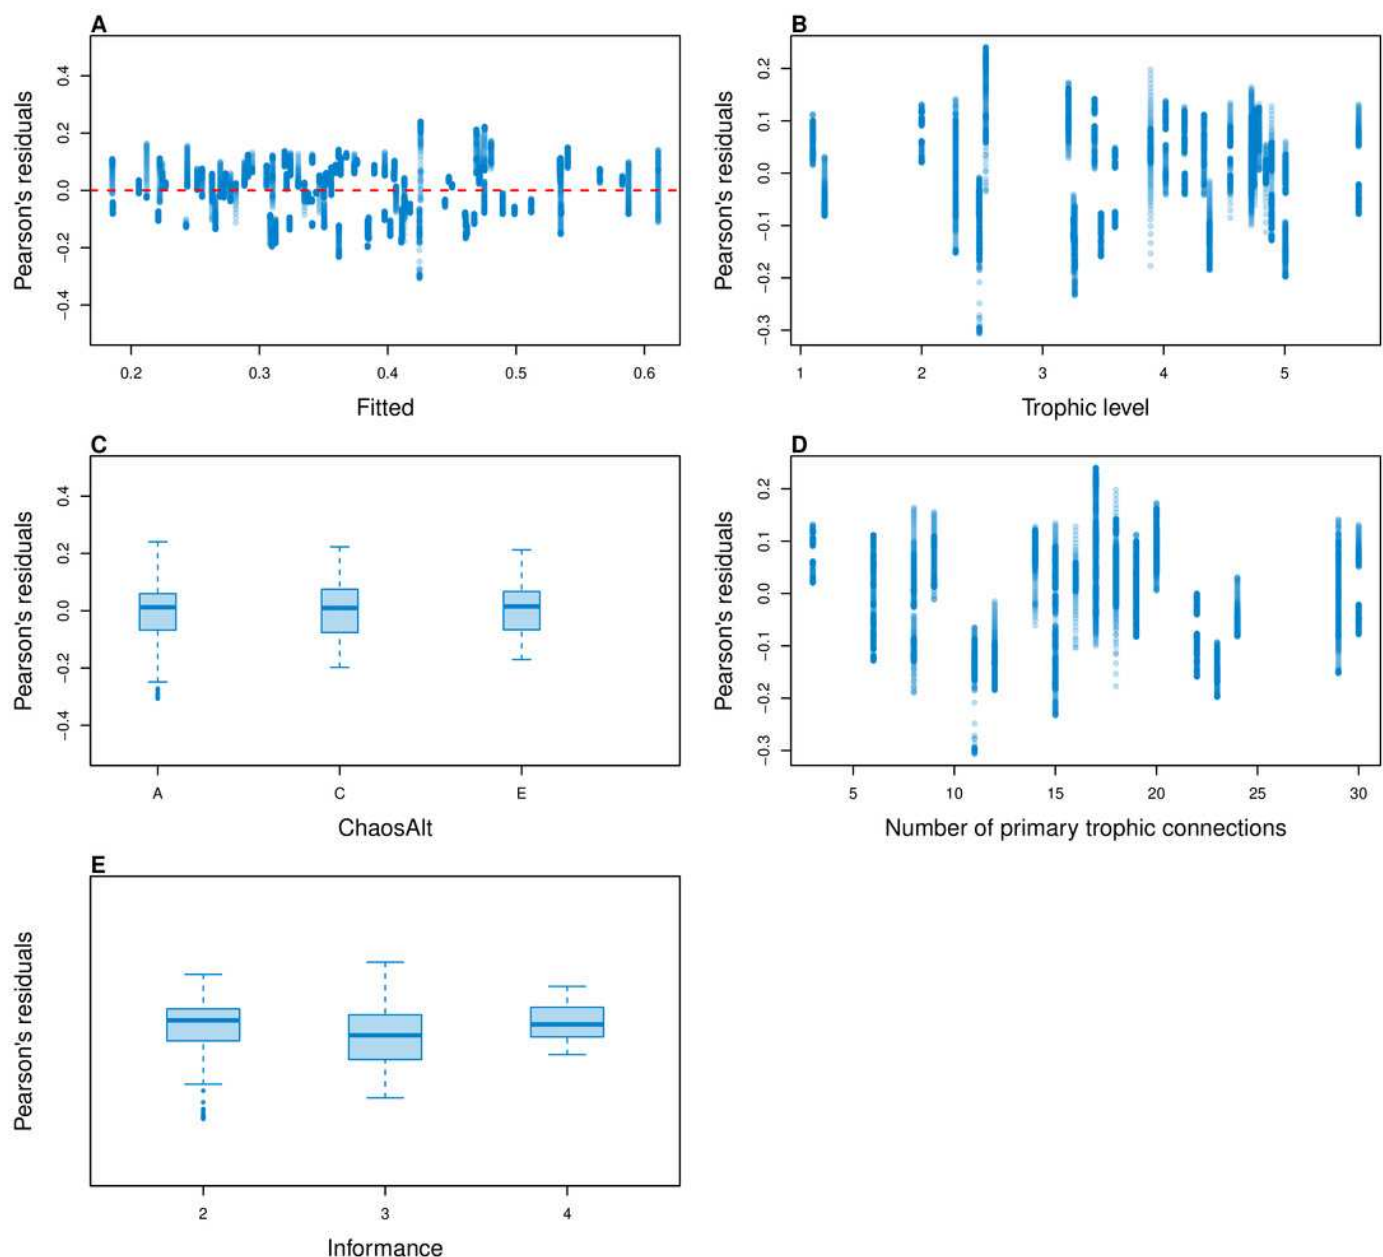 A
Pearson's residuals
0.4
0.2
0.0
−0.2
−0.4
0.2 0.3 0.4 0.5 0.6
Fitted
B
Pearson's residuals
0.2
0.1
0.0
−0.1
−0.2
−0.3
1 2 3 4 5
Trophic level
C
Pearson's residuals
0.4
0.2
0.0
−0.2
−0.4
A C E
ChaosAlt
D
Pearson's residuals
0.2
0.1
0.0
−0.1
−0.2
−0.3
5 10 15 20 25 30
Number of primary trophic connections
E
Pearson's residuals
2 3 4
Informance